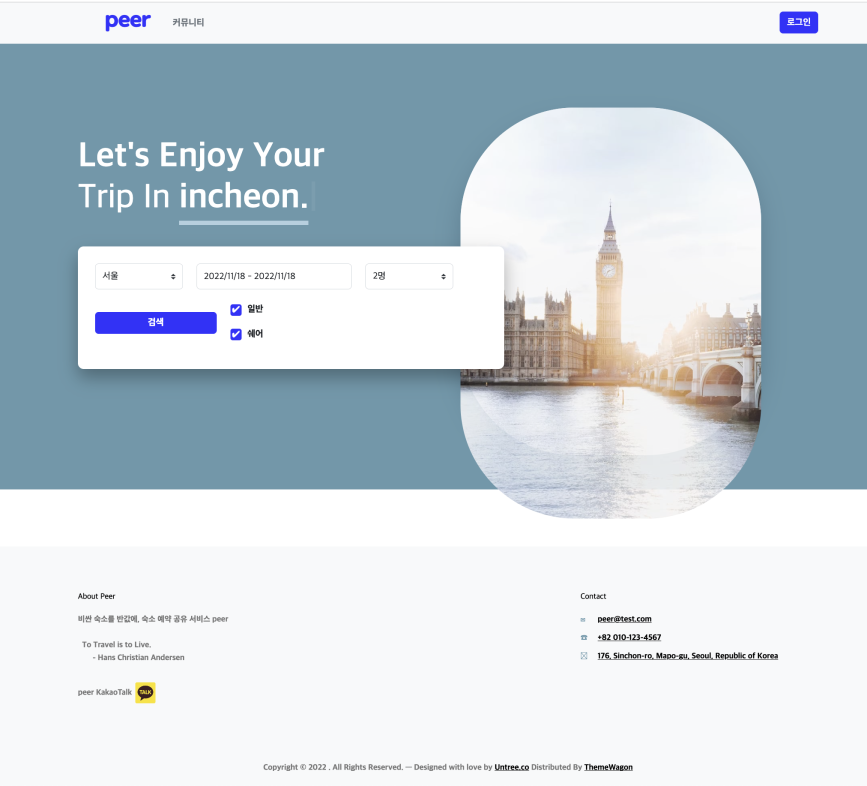 peer
커뮤니티
로그인
Let's Enjoy Your
Trip In incheon.
서울
2022/11/18 - 2022/11/18
2명
검색
일반
쉐어
About Peer
비싼 숙소를 반값에, 숙소 예약 공유 서비스 peer
To Travel is to Live.
- Hans Christian Andersen
peer KakaoTalk TALK
Contact
peer@test.com
+82 010-123-4567
176, Sinchon-ro, Mapo-gu, Seoul, Republic of Korea
Copyright © 2022 . All Rights Reserved. — Designed with love by Untree.co Distributed By ThemeWagon